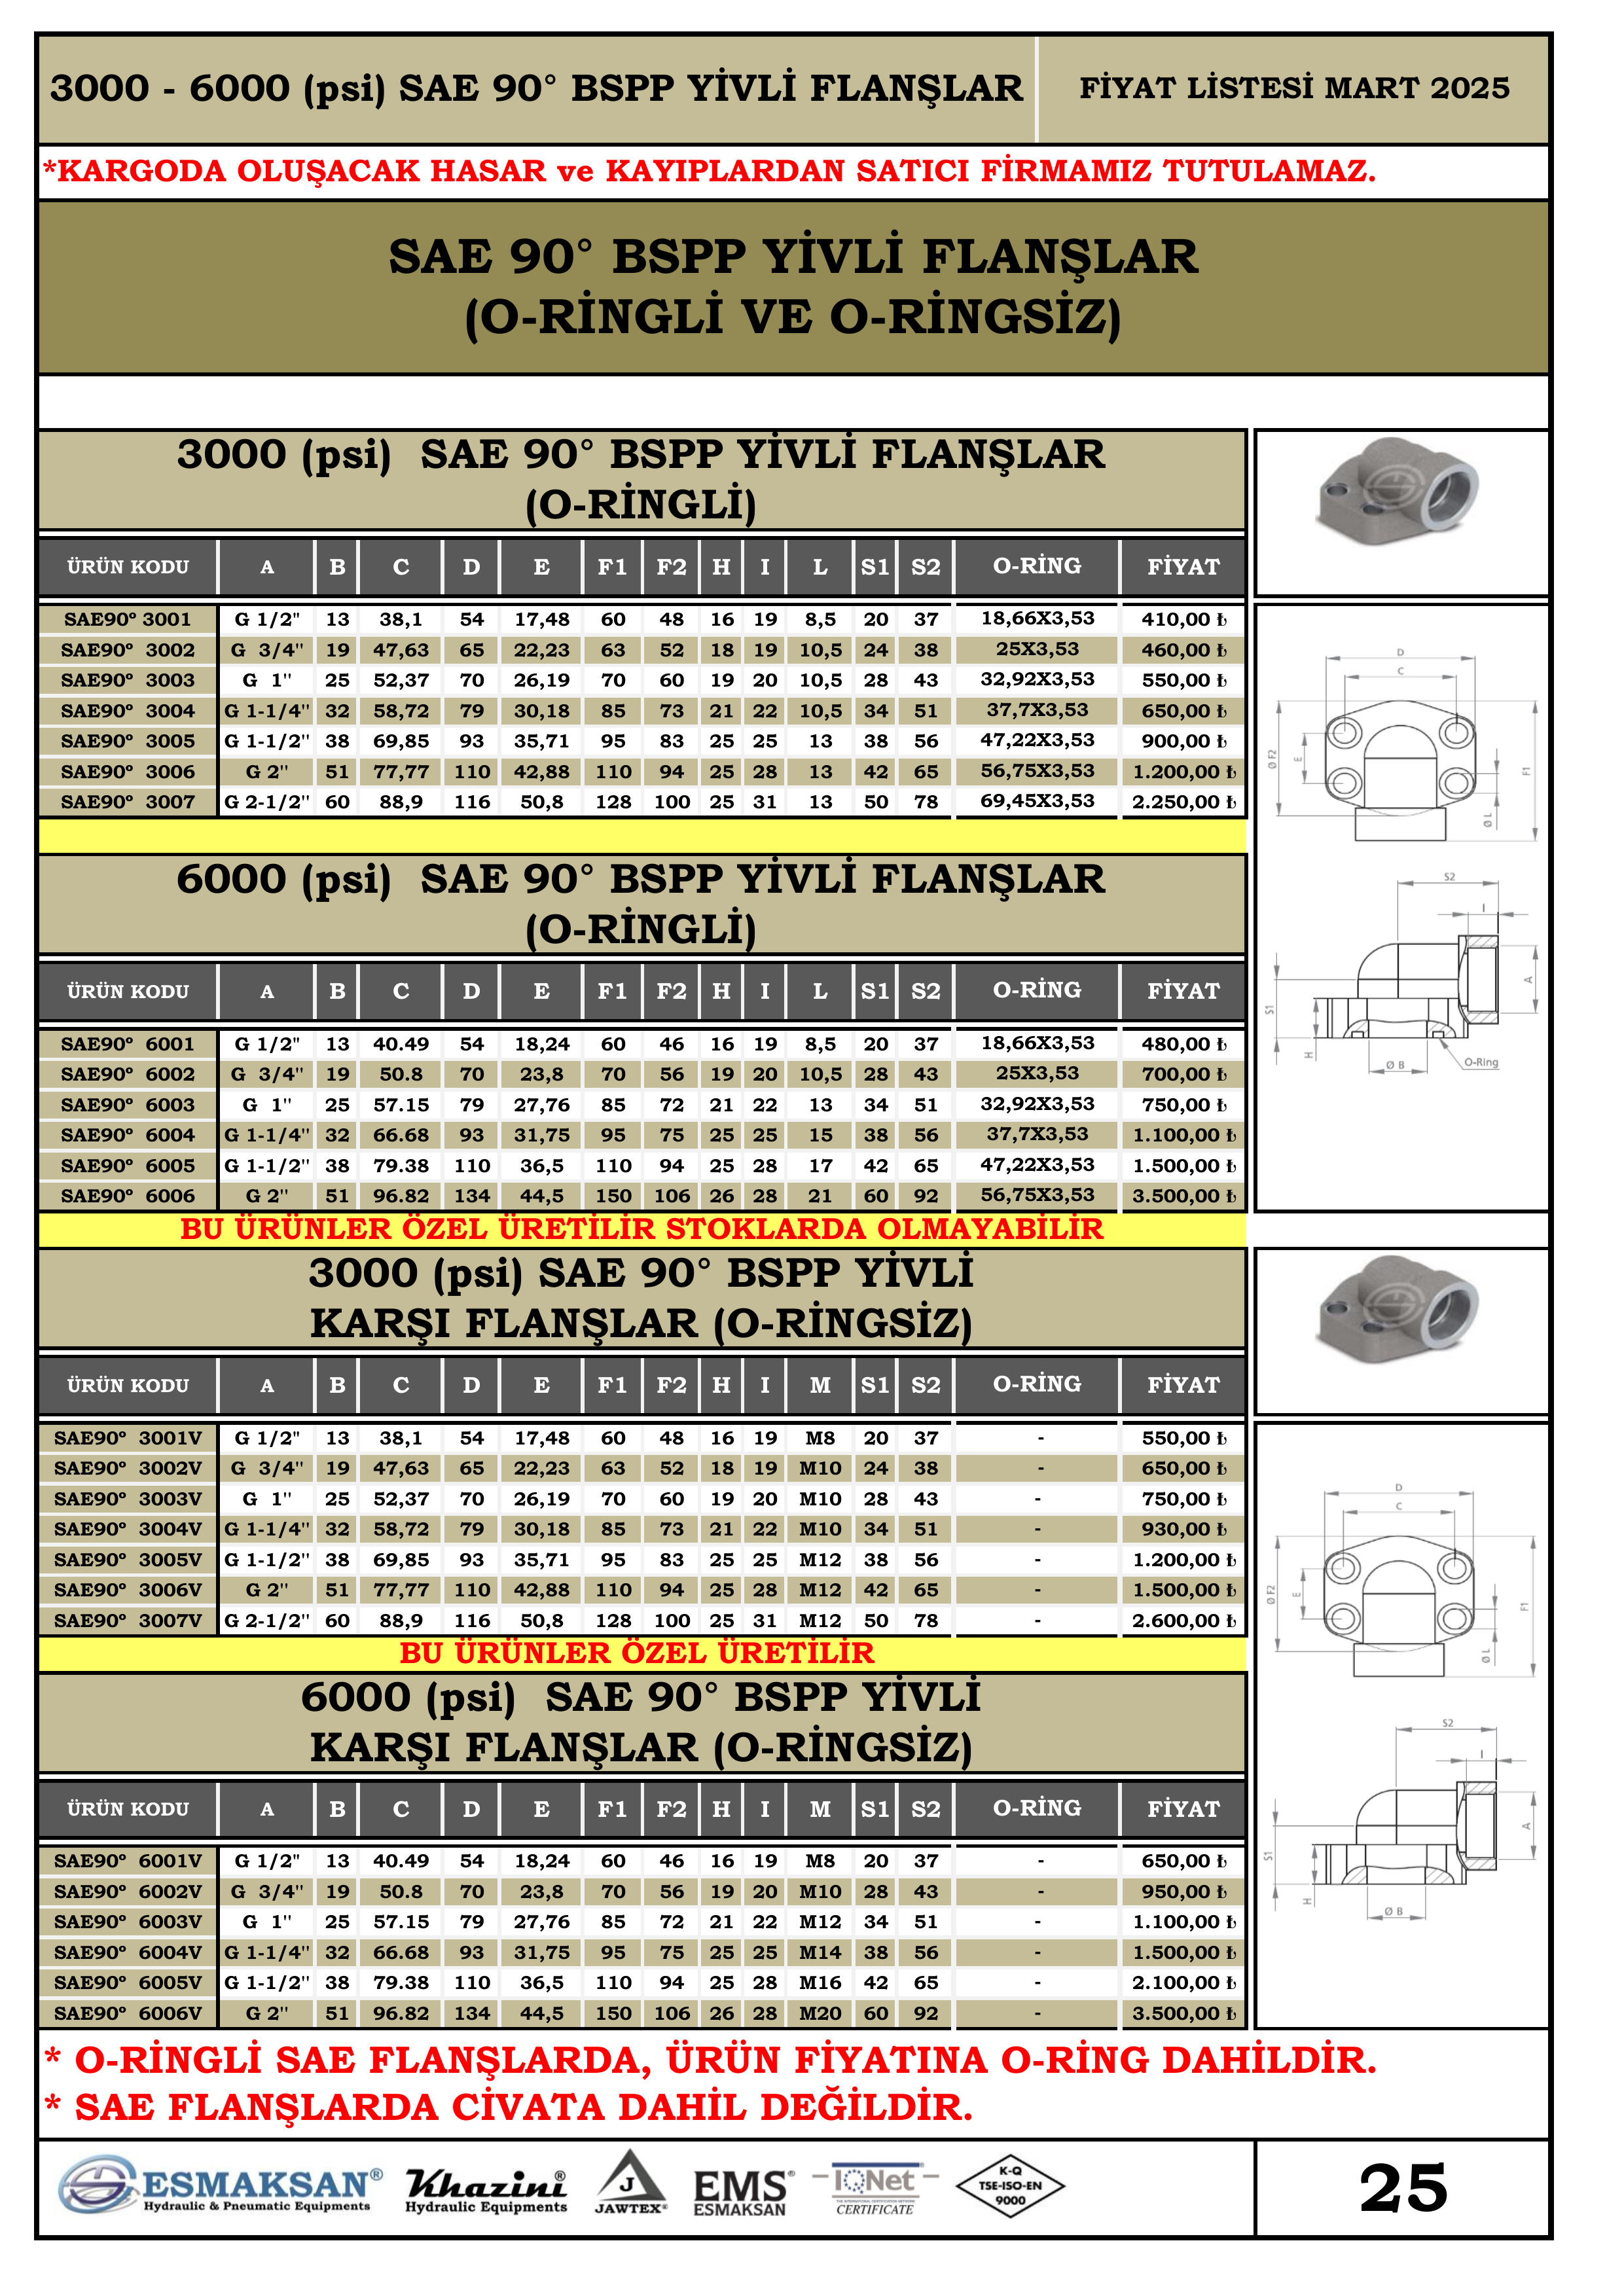 3000 - 6000 (psi) SAE 90° BSPP YİVLİ FLANŞLAR FİYAT LİSTESİ MART 2025
*KARGODA OLUŞACAK HASAR ve KAYIPLARDAN SATICI FİRMAMIZ TUTULAMAZ.
SAE 90° BSPP YİVLİ FLANŞLAR
(O-RİNGLİ VE O-RİNGSİZ)
3000 (psi) SAE 90° BSPP YİVLİ FLANŞLAR
(O-RİNGLİ)
ÜRÜN KODU A B C D E F1 F2 H I L S1 S2 O-RİNG FİYAT
SAE90º 3001 G 1/2" 13 38,1 54 17,48 60 48 16 19 8,5 20 37 18,66X3,53 410,00 ₺
SAE90º 3002 G 3/4'' 19 47,63 65 22,23 63 52 18 19 10,5 24 38 25X3,53 460,00 ₺
SAE90º 3003 G 1'' 25 52,37 70 26,19 70 60 19 20 10,5 28 43 32,92X3,53 550,00 ₺
SAE90º 3004 G 1-1/4'' 32 58,72 79 30,18 85 73 21 22 10,5 34 51 37,7X3,53 650,00 ₺
SAE90º 3005 G 1-1/2'' 38 69,85 93 35,71 95 83 25 25 13 38 56 47,22X3,53 900,00 ₺
SAE90º 3006 G 2'' 51 77,77 110 42,88 110 94 25 28 13 42 65 56,75X3,53 1.200,00 ₺
SAE90º 3007 G 2-1/2'' 60 88,9 116 50,8 128 100 25 31 13 50 78 69,45X3,53 2.250,00 ₺
D
C
Ø F2 E Ø L F1
6000 (psi) SAE 90° BSPP YİVLİ FLANŞLAR
(O-RİNGLİ)
ÜRÜN KODU A B C D E F1 F2 H I L S1 S2 O-RİNG FİYAT
SAE90º 6001 G 1/2" 13 40.49 54 18,24 60 46 16 19 8,5 20 37 18,66X3,53 480,00 ₺
SAE90º 6002 G 3/4'' 19 50.8 70 23,8 70 56 19 20 10,5 28 43 25X3,53 700,00 ₺
SAE90º 6003 G 1'' 25 57.15 79 27,76 85 72 21 22 13 34 51 32,92X3,53 750,00 ₺
SAE90º 6004 G 1-1/4'' 32 66.68 93 31,75 95 75 25 25 15 38 56 37,7X3,53 1.100,00 ₺
SAE90º 6005 G 1-1/2'' 38 79.38 110 36,5 110 94 25 28 17 42 65 47,22X3,53 1.500,00 ₺
SAE90º 6006 G 2'' 51 96.82 134 44,5 150 106 26 28 21 60 92 56,75X3,53 3.500,00 ₺
S2
I
S1 H A
Ø B O-Ring
BU ÜRÜNLER ÖZEL ÜRETİLİR STOKLARDA OLMAYABİLİR
3000 (psi) SAE 90° BSPP YİVLİ
KARŞI FLANŞLAR (O-RİNGSİZ)
ÜRÜN KODU A B C D E F1 F2 H I M S1 S2 O-RİNG FİYAT
SAE90º 3001V G 1/2" 13 38,1 54 17,48 60 48 16 19 M8 20 37 - 550,00 ₺
SAE90º 3002V G 3/4'' 19 47,63 65 22,23 63 52 18 19 M10 24 38 - 650,00 ₺
SAE90º 3003V G 1'' 25 52,37 70 26,19 70 60 19 20 M10 28 43 - 750,00 ₺
SAE90º 3004V G 1-1/4'' 32 58,72 79 30,18 85 73 21 22 M10 34 51 - 930,00 ₺
SAE90º 3005V G 1-1/2'' 38 69,85 93 35,71 95 83 25 25 M12 38 56 - 1.200,00 ₺
SAE90º 3006V G 2'' 51 77,77 110 42,88 110 94 25 28 M12 42 65 - 1.500,00 ₺
SAE90º 3007V G 2-1/2'' 60 88,9 116 50,8 128 100 25 31 M12 50 78 - 2.600,00 ₺
BU ÜRÜNLER ÖZEL ÜRETİLİR
D
C
Ø F2 E Ø L F1
6000 (psi) SAE 90° BSPP YİVLİ
KARŞI FLANŞLAR (O-RİNGSİZ)
ÜRÜN KODU A B C D E F1 F2 H I M S1 S2 O-RİNG FİYAT
SAE90º 6001V G 1/2" 13 40.49 54 18,24 60 46 16 19 M8 20 37 - 650,00 ₺
SAE90º 6002V G 3/4'' 19 50.8 70 23,8 70 56 19 20 M10 28 43 - 950,00 ₺
SAE90º 6003V G 1'' 25 57.15 79 27,76 85 72 21 22 M12 34 51 - 1.100,00 ₺
SAE90º 6004V G 1-1/4'' 32 66.68 93 31,75 95 75 25 25 M14 38 56 - 1.500,00 ₺
SAE90º 6005V G 1-1/2'' 38 79.38 110 36,5 110 94 25 28 M16 42 65 - 2.100,00 ₺
SAE90º 6006V G 2'' 51 96.82 134 44,5 150 106 26 28 M20 60 92 - 3.500,00 ₺
S2
I
S1 H A
Ø B
* O-RİNGLİ SAE FLANŞLARDA, ÜRÜN FİYATINA O-RİNG DAHİLDİR.
* SAE FLANŞLARDA CİVATA DAHİL DEĞİLDİR.
ESMAKSAN®
Hydraulic & Pneumatic Equipments
Khazini®
Hydraulic Equipments
J
JAWTEX®
EMS®
ESMAKSAN
IQNet
CERTIFICATE
K-Q
TSE-ISO-EN
9000
25